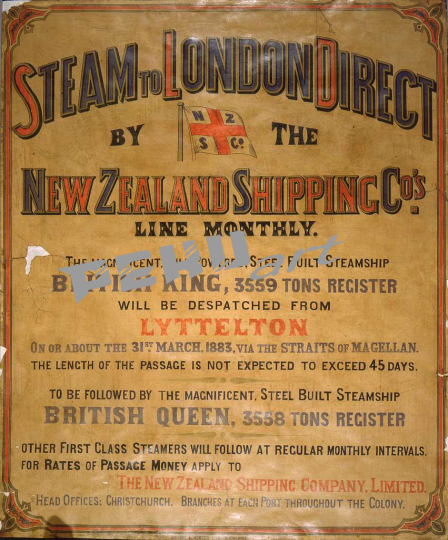 STEAM TO LONDON DIRECT
BY THE
N Z
S Co.
NEW ZEALAND SHIPPING Co's.
LINE MONTHLY.
THE MAGNIFICENT, FULL POWERED, STEEL BUILT STEAMSHIP
BRITISH KING, 3559 TONS REGISTER
WILL BE DESPATCHED FROM
LYTTELTON
ON OR ABOUT THE 31ST MARCH, 1883, VIA THE STRAITS OF MAGELLAN.
THE LENGTH OF THE PASSAGE IS NOT EXPECTED TO EXCEED 45 DAYS.
TO BE FOLLOWED BY THE MAGNIFICENT, STEEL BUILT STEAMSHIP
BRITISH QUEEN, 3558 TONS REGISTER
OTHER FIRST CLASS STEAMERS WILL FOLLOW AT REGULAR MONTHLY INTERVALS.
FOR RATES OF PASSAGE MONEY APPLY TO
THE NEW ZEALAND SHIPPING COMPANY, LIMITED.
HEAD OFFICES: CHRISTCHURCH. BRANCHES AT EACH PORT THROUGHOUT THE COLONY.